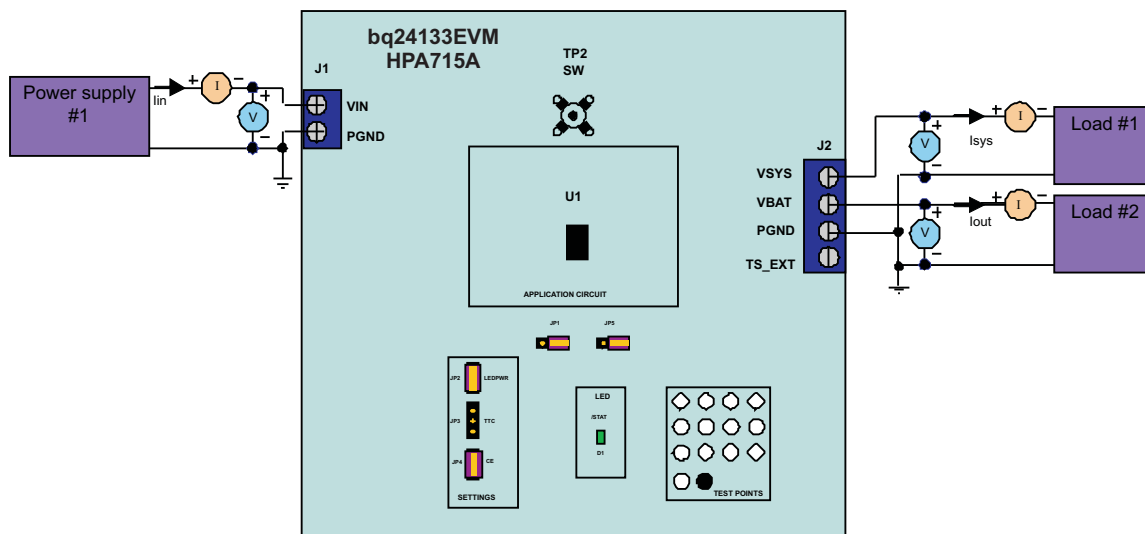 bq24133EVM
HPA715A
TP2
SW
J1
Power supply
#1
Iin
+
I
−
+
V
−
VIN
PGND
U1
APPLICATION CIRCUIT
J2
VSYS
VBAT
PGND
TS_EXT
+
V
−
Isys
+
I
−
Load #1
+
V
−
Iout
+
I
−
Load #2
JP1
JP5
JP2
LEDPWR
JP3
+
TTC
JP4
CE
SETTINGS
LED
/STAT
D1
TEST POINTS